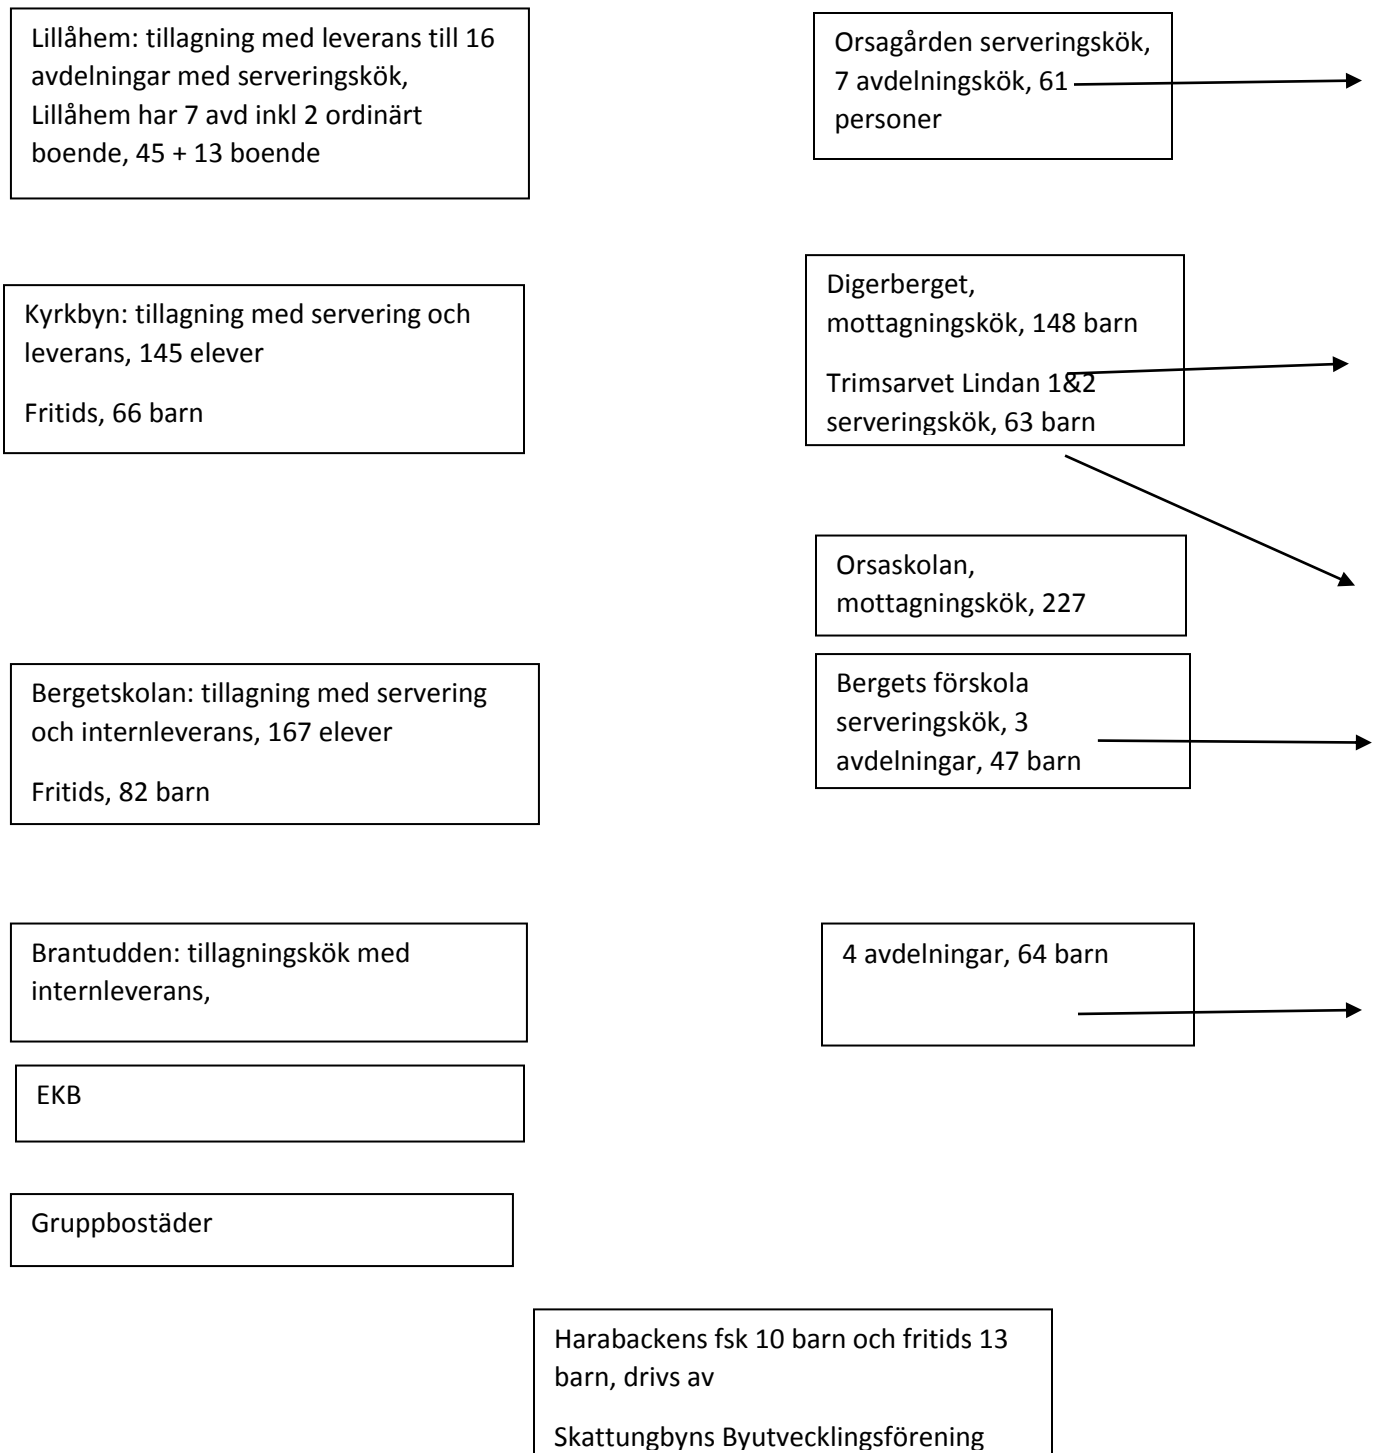 Lillåhem: tillagning med leverans till 16
avdelningar med serveringskök,
Lillåhem har 7 avd inkl 2 ordinärt
boende, 45 + 13 boende
Orsagården serveringskök,
7 avdelningskök, 61
personer
Kyrkbyn: tillagning med servering och
leverans, 145 elever
Fritids, 66 barn
Digerberget,
mottagningskök, 148 barn
Trimsarvet Lindan 1&2
serveringskök, 63 barn
Orsaskolan,
mottagningskök, 227
Bergetskolan: tillagning med servering
och internleverans, 167 elever
Fritids, 82 barn
Bergets förskola
serveringskök, 3
avdelningar, 47 barn
Brantudden: tillagningskök med
internleverans,
4 avdelningar, 64 barn
EKB
Gruppbostäder
Harabackens fsk 10 barn och fritids 13
barn, drivs av
Skattungbyns Byutvecklingsförening